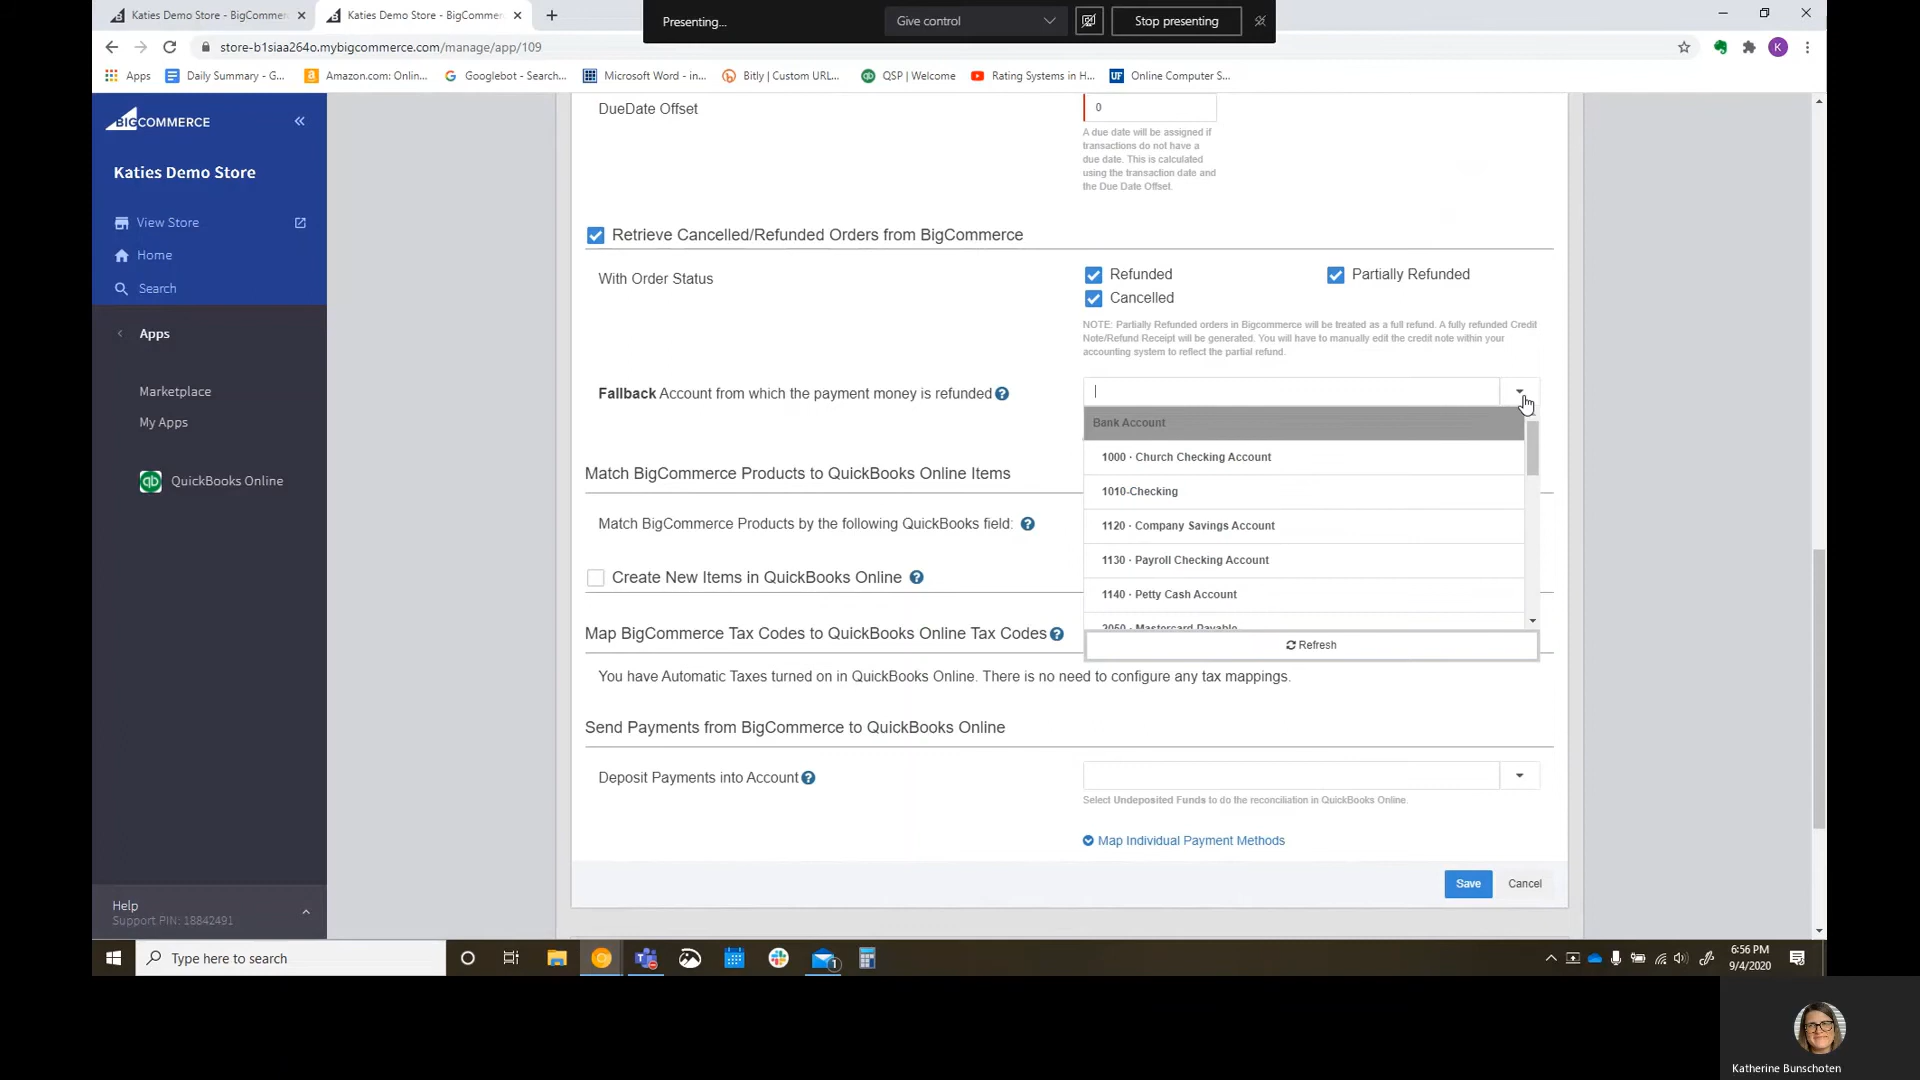 Katies Demo Store - BigCommerc
Katies Demo Store - BigCommer
Presenting...
Give control
Stop presenting
store-b1siaa264o.mybigcommerce.com/manage/app/109
K
Apps
Daily Summary - G...
Amazon.com: Onlin...
Googlebot - Search...
Microsoft Word - in...
Bitly | Custom URL...
QSP | Welcome
Rating Systems in H...
Online Computer S...
BIGCOMMERCE
Katies Demo Store
View Store
Home
Search
Apps
Marketplace
My Apps
QuickBooks Online
Help
Support PIN: 18842491
DueDate Offset
0
A due date will be assigned if
transactions do not have a
due date. This is calculated
using the transaction date and
the Due Date Offset.
Retrieve Cancelled/Refunded Orders from BigCommerce
With Order Status
Refunded
Partially Refunded
Cancelled
NOTE: Partially Refunded orders in Bigcommerce will be treated as a full refund. A fully refunded Credit
Note/Refund Receipt will be generated. You will have to manually edit the credit note within your
accounting system to reflect the partial refund.
Fallback Account from which the payment money is refunded
Bank Account
1000 · Church Checking Account
1010-Checking
1120 · Company Savings Account
1130 · Payroll Checking Account
1140 · Petty Cash Account
2050 · Mastercard Payable
Refresh
Match BigCommerce Products to QuickBooks Online Items
Match BigCommerce Products by the following QuickBooks field:
Create New Items in QuickBooks Online
Map BigCommerce Tax Codes to QuickBooks Online Tax Codes
You have Automatic Taxes turned on in QuickBooks Online. There is no need to configure any tax mappings.
Send Payments from BigCommerce to QuickBooks Online
Deposit Payments into Account
Select Undeposited Funds to do the reconciliation in QuickBooks Online.
Map Individual Payment Methods
Save
Cancel
Type here to search
6:56 PM
9/4/2020
Katherine Bunschoten